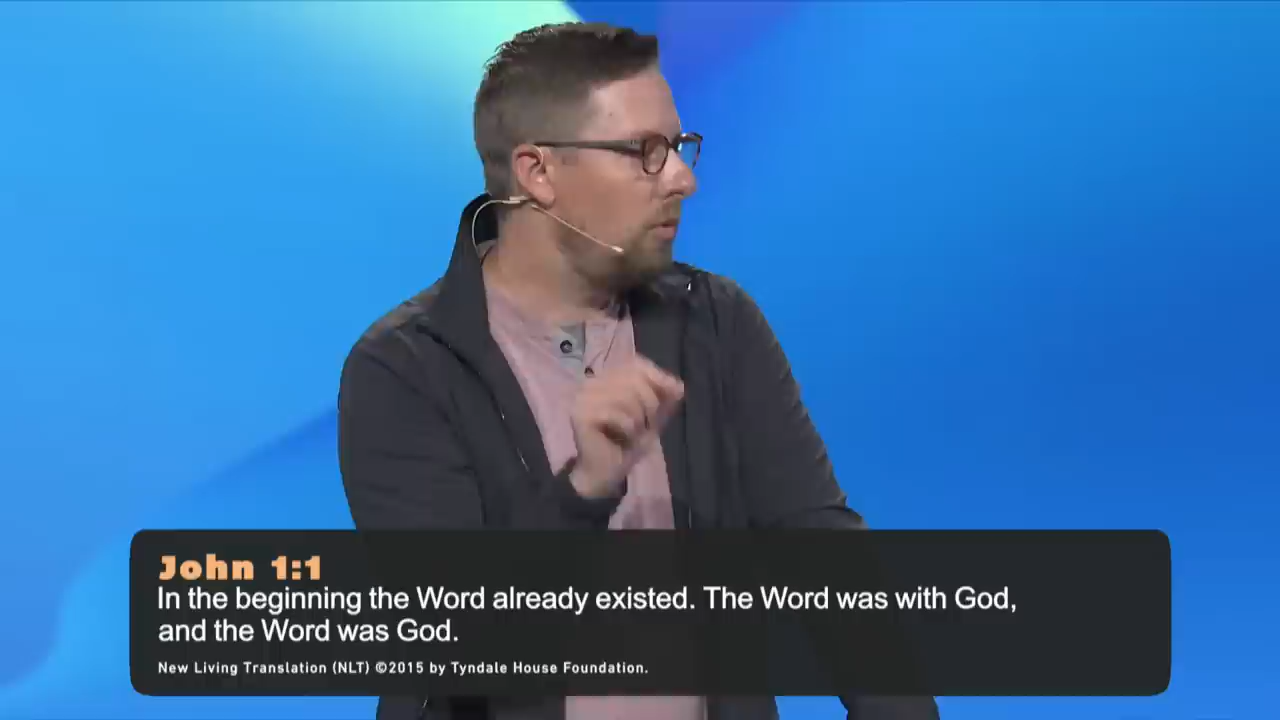 John 1:1
In the beginning the Word already existed. The Word was with God,
and the Word was God.
New Living Translation (NLT) ©2015 by Tyndale House Foundation.